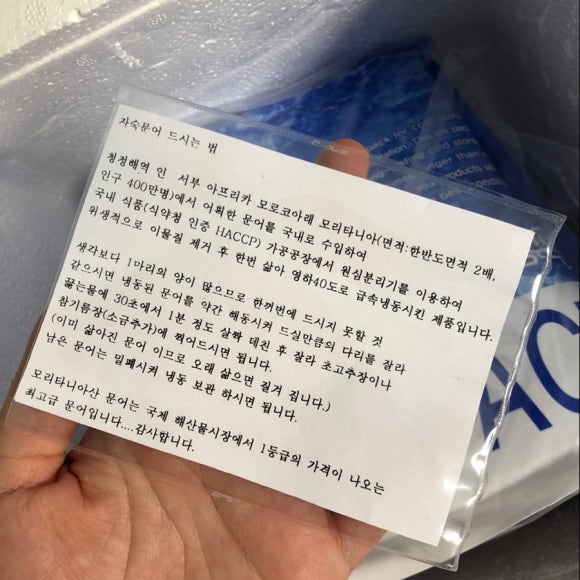 자숙문어 드시는 법
청정해역 인 서부 아프리카 모로코아래 모리타니아(면적:한반도면적 2배,
인구 400만명)에서 어획한 문어를 국내로 수입하여
국내 식품(식약청 인증 HACCP) 가공공장에서 원심분리기를 이용하여
위생적으로 이물질 제거 후 한번 삶아 영하40도로 급속냉동시킨 제품입니다.
생각보다 1마리의 양이 많으므로 한꺼번에 드시지 못할 것
같으시면 냉동된 문어를 약간 해동시켜 드실만큼의 다리를 잘라
끓는물에 30초에서 1분 정도 살짝 데친 후 잘라 초고추장이나
참기름장(소금추가)에 찍어드시면 됩니다.
(이미 삶아진 문어 이므로 오래 삶으면 질겨 집니다.)
남은 문어는 밀폐시켜 냉동 보관 하시면 됩니다.
모리타니아산 문어는 국제 해산물시장에서 1등급의 가격이 나오는
최고급 문어입니다....감사합니다.